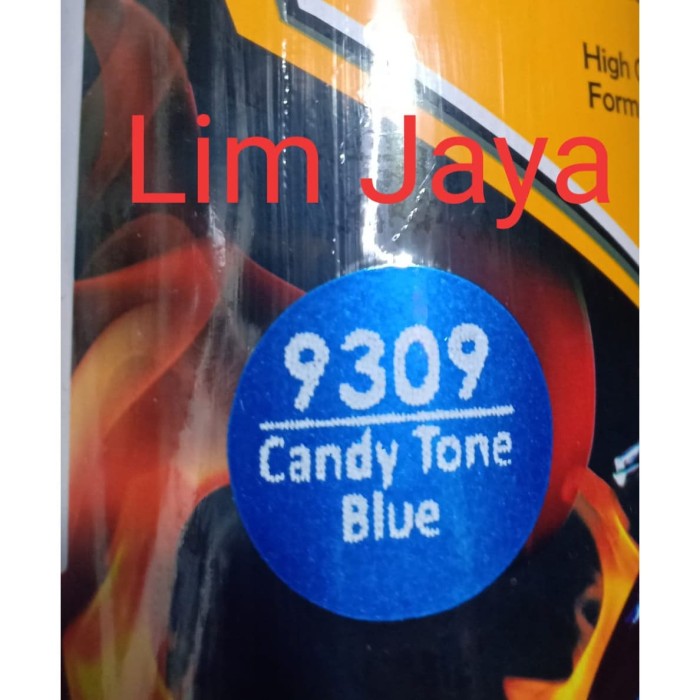 High
Form
Lim Jaya
9309
Candy Tone
Blue